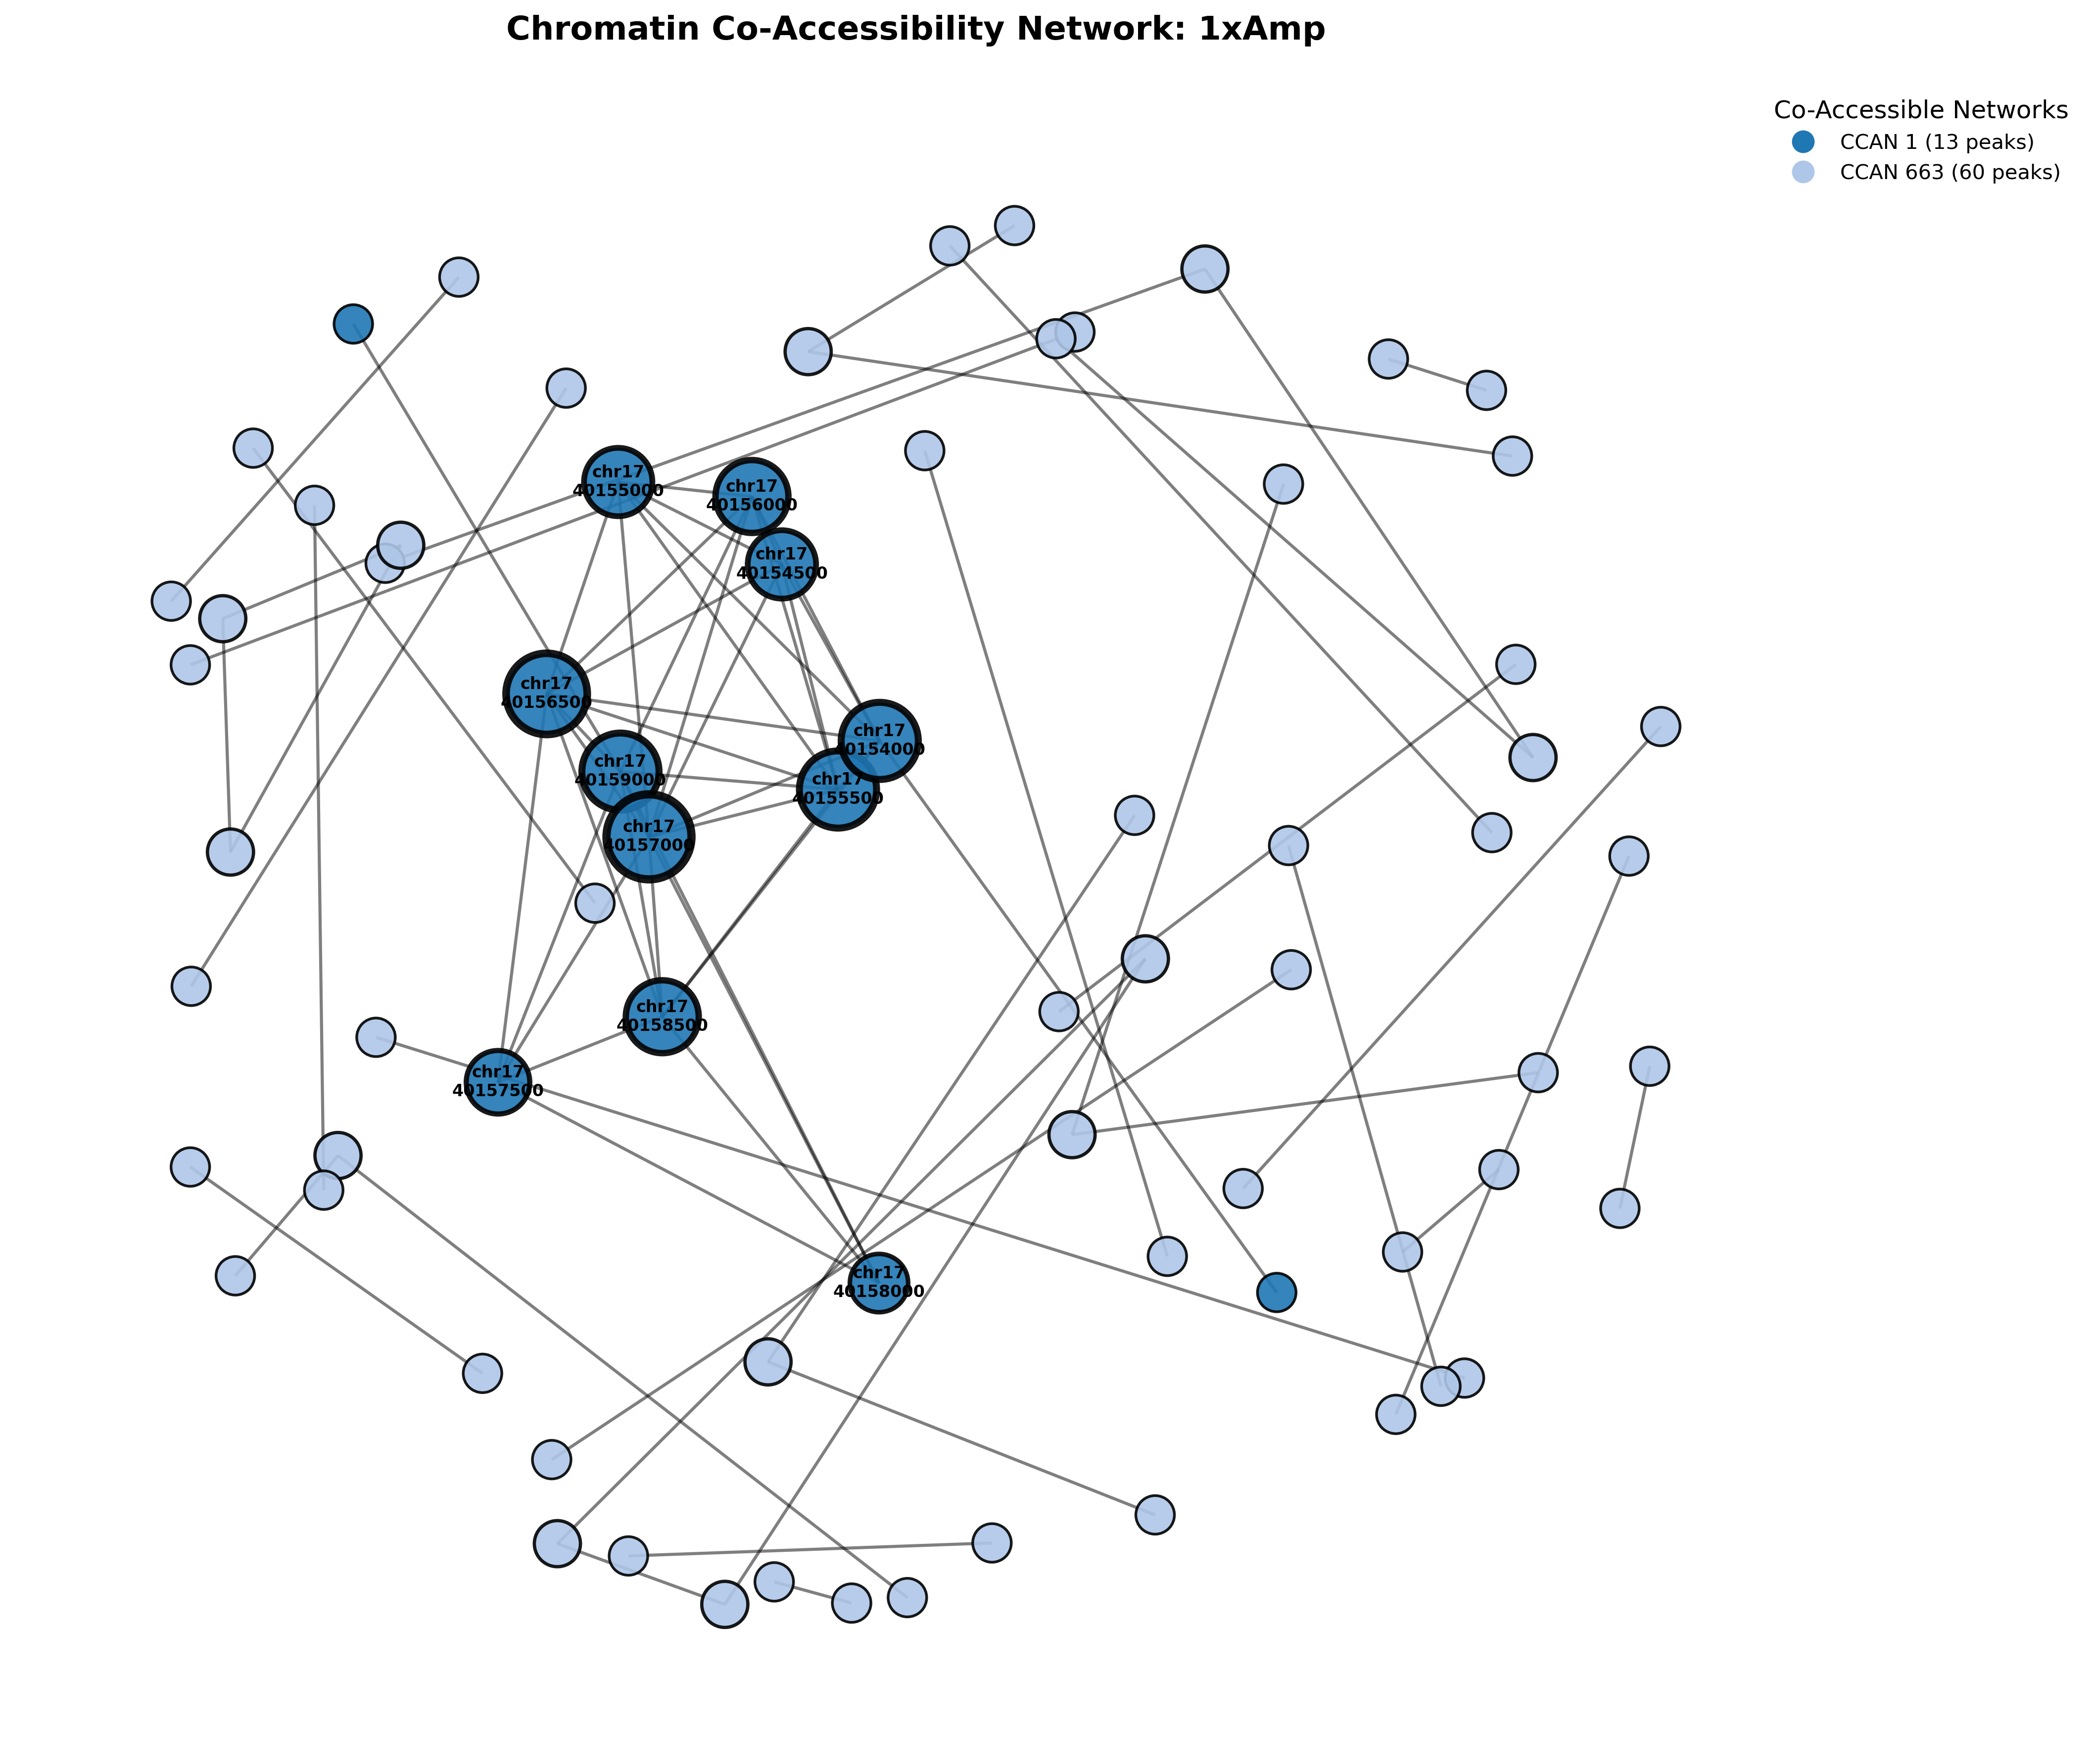 Chromatin Co-Accessibility Network: 1xAmp
Co-Accessible Networks
CCAN 1 (13 peaks)
CCAN 663 (60 peaks)
chr17
40155000
chr17
40156000
chr17
40154500
chr17
40156500
chr17
40154000
chr17
40159000
chr17
40155500
chr17
40157000
chr17
40158500
chr17
40157500
chr17
40158000